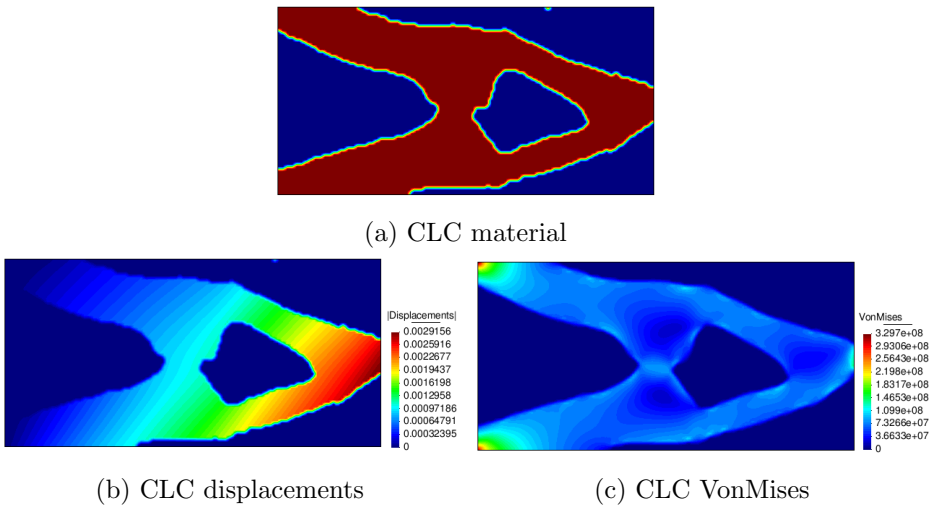 (a) CLC material
|Displacements|
0.0029156
0.0025916
0.0022677
0.0019437
0.0016198
0.0012958
0.00097186
0.00064791
0.00032395
0
(b) CLC displacements
VonMises
3.297e+08
2.9306e+08
2.5643e+08
2.198e+08
1.8317e+08
1.4653e+08
1.099e+08
7.3266e+07
3.6633e+07
0
(c) CLC VonMises